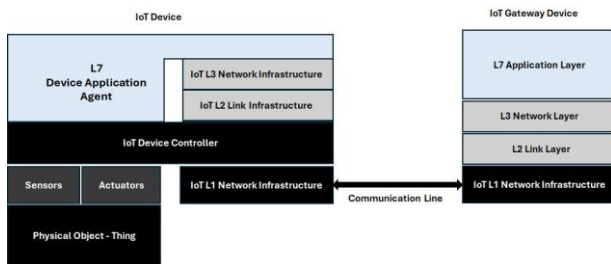 IoT Device
IoT Gateway Device
L7
Device Application
Agent
IoT L3 Network Infrastructure
IoT L2 Link Infrastructure
IoT Device Controller
Sensors
Actuators
IoT L1 Network Infrastructure
Physical Object - Thing
Communication Line
L7 Application Layer
L3 Network Layer
L2 Link Layer
IoT L1 Network Infrastructure